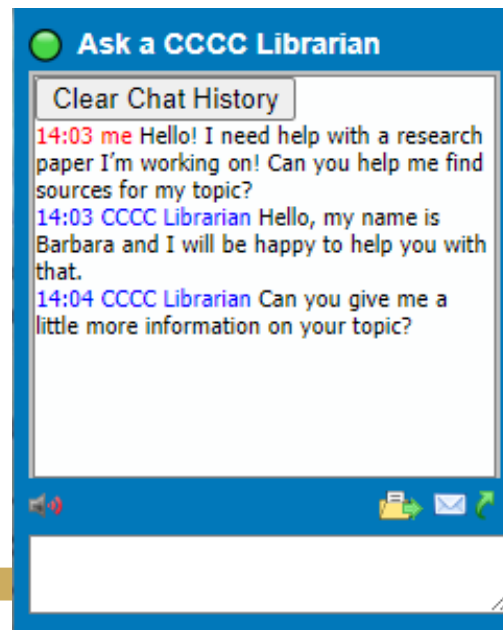 Ask a CCCC Librarian
Clear Chat History
14:03 me Hello! I need help with a research
paper I’m working on! Can you help me find
sources for my topic?
14:03 CCCC Librarian Hello, my name is
Barbara and I will be happy to help you with
that.
14:04 CCCC Librarian Can you give me a
little more information on your topic?